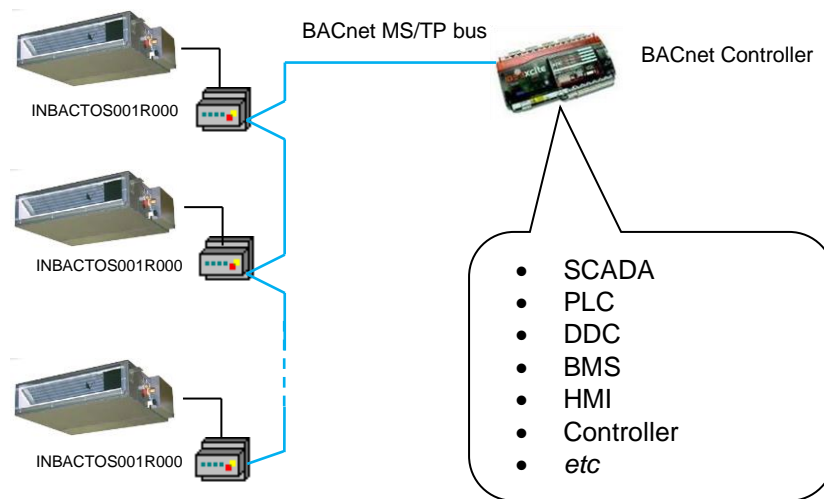 BACnet MS/TP bus
BACnet Controller
INBACTOS001R000
INBACTOS001R000
INBACTOS001R000
• SCADA
• PLC
• DDC
• BMS
• HMI
• Controller
• etc